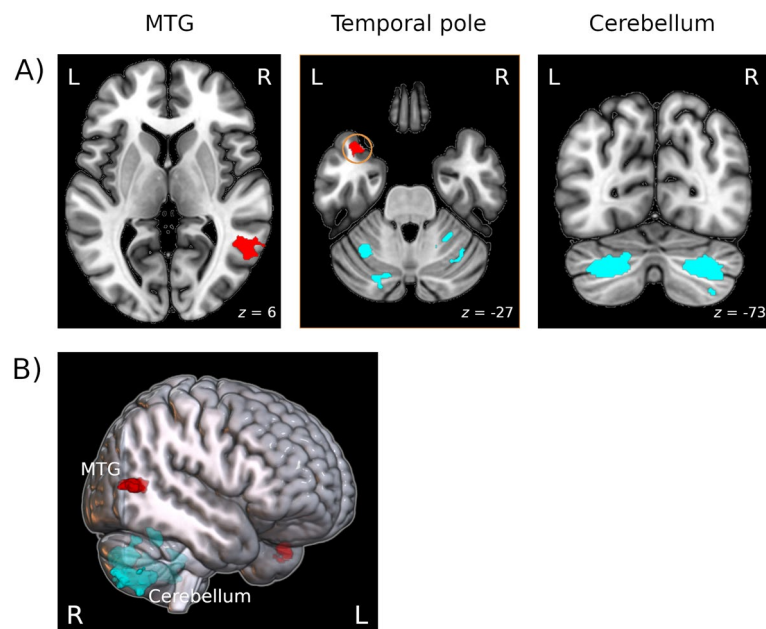 MTG Temporal pole Cerebellum
A) L R L R L R
z = 6 z = -27 z = -73
B)
MTG
Cerebellum
R L